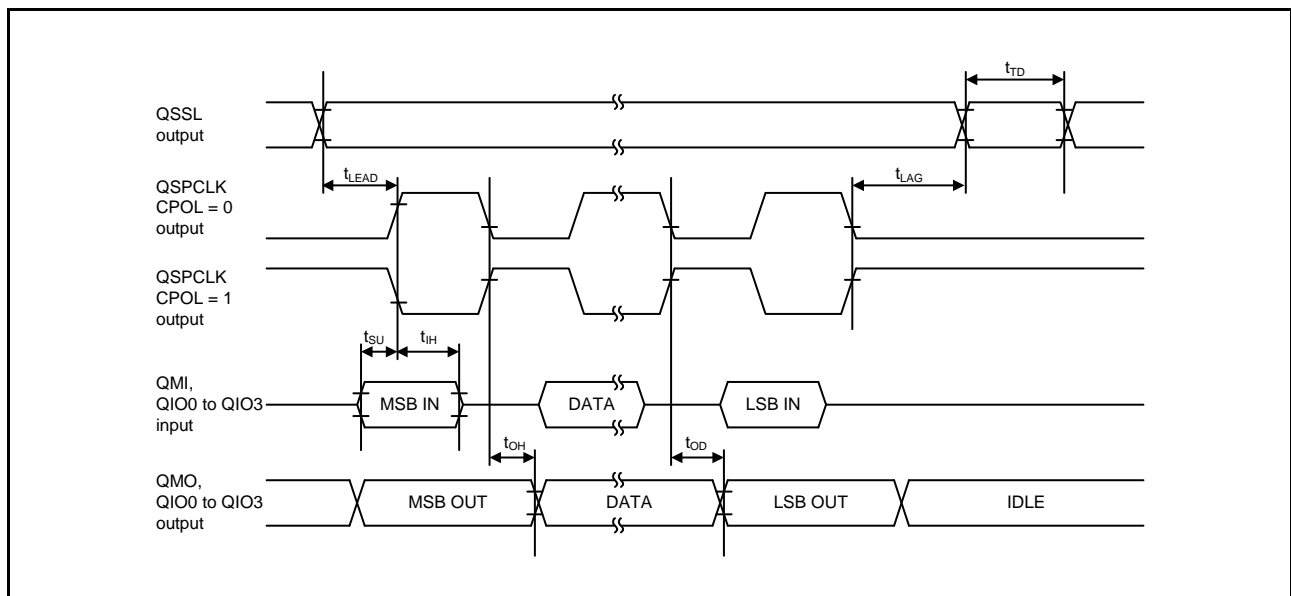 tTD
QSSL
output
tLEAD
tLAG
QSPCLK
CPOL = 0
output
QSPCLK
CPOL = 1
output
tSU
tIH
QMI,
QIO0 to QIO3
input
MSB IN
DATA
LSB IN
tOH
tOD
QMO,
QIO0 to QIO3
output
MSB OUT
DATA
LSB OUT
IDLE